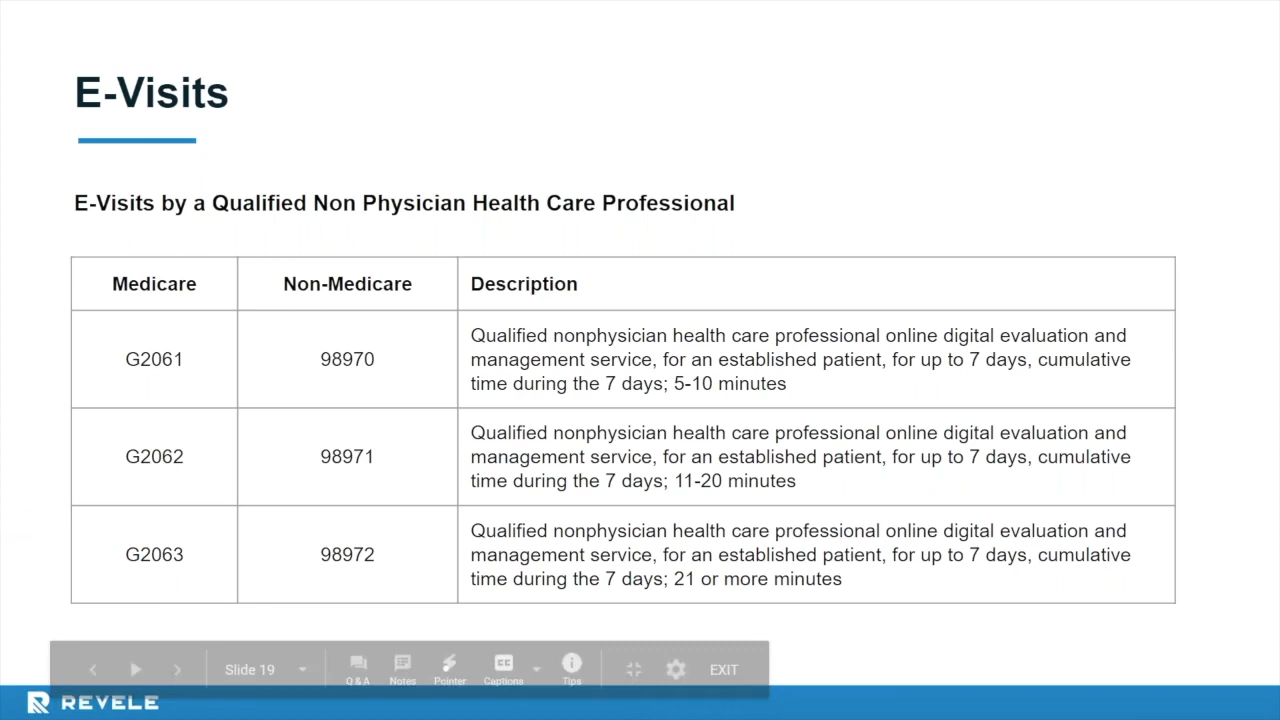 E-Visits
E-Visits by a Qualified Non Physician Health Care Professional
Medicare Non-Medicare Description
G2061 98970 Qualified nonphysician health care professional online digital evaluation and
management service, for an established patient, for up to 7 days, cumulative
time during the 7 days; 5-10 minutes
G2062 98971 Qualified nonphysician health care professional online digital evaluation and
management service, for an established patient, for up to 7 days, cumulative
time during the 7 days; 11-20 minutes
G2063 98972 Qualified nonphysician health care professional online digital evaluation and
management service, for an established patient, for up to 7 days, cumulative
time during the 7 days; 21 or more minutes
Slide 19 Q & A Notes Pointer CC Captions Tips EXIT
REVELE